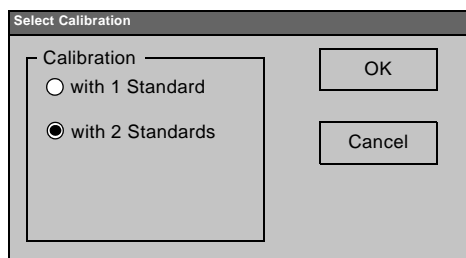 Select Calibration
Calibration
with 1 Standard
with 2 Standards
OK
Cancel